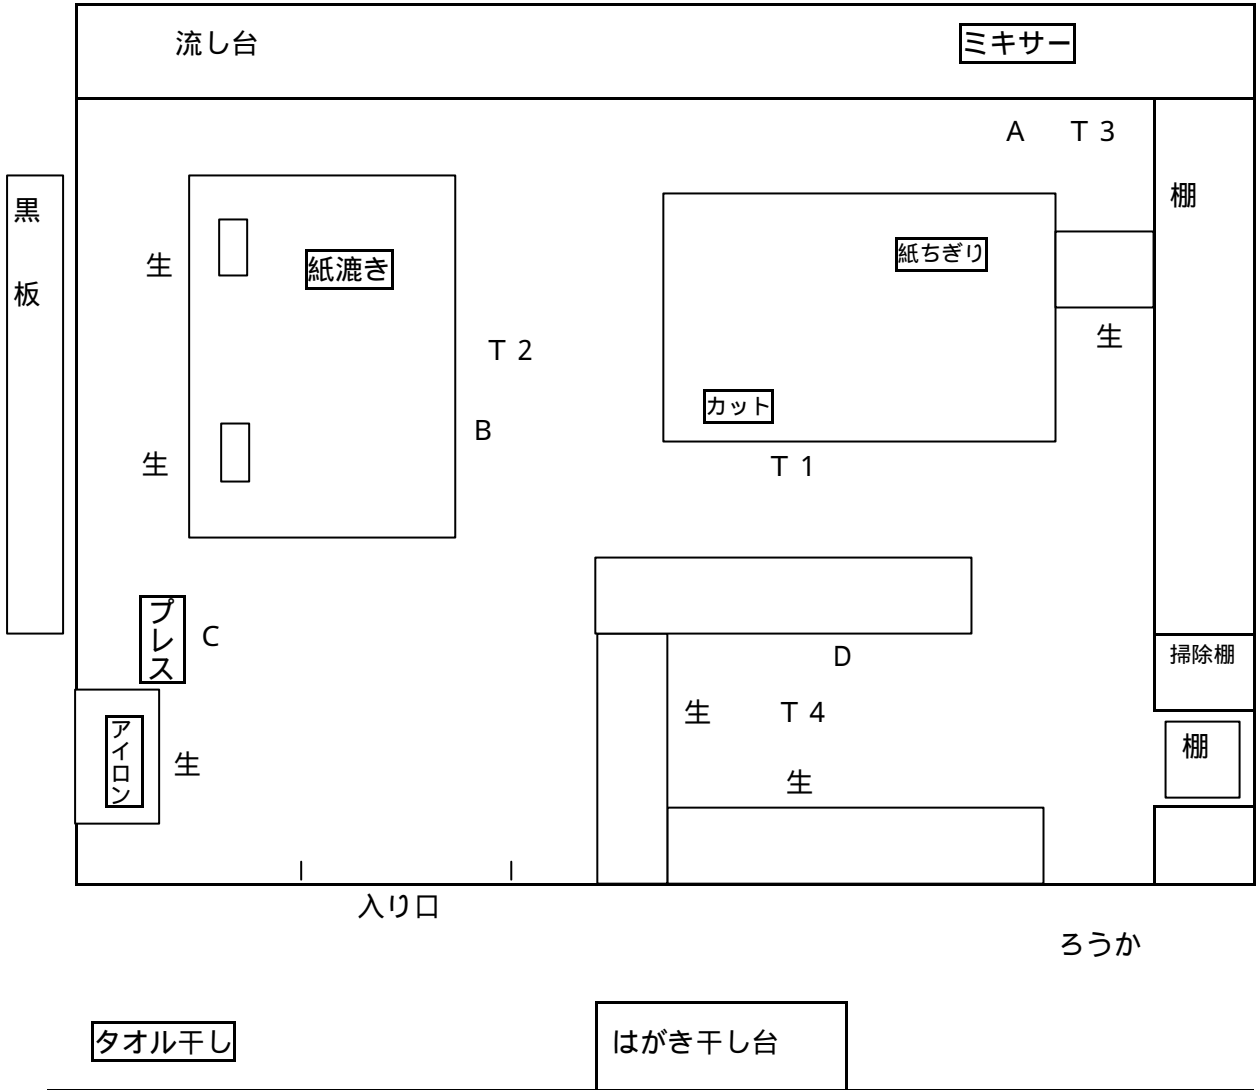 流し台
ミキサー
A
Ｔ３
黒板
棚
生
紙漉き
紙ちぎり
生
Ｔ２
カット
B
生
Ｔ１
プレス
C
D
掃除棚
生
Ｔ４
アイロン
生
生
棚
入り口
ろうか
タオル干し
はがき干し台